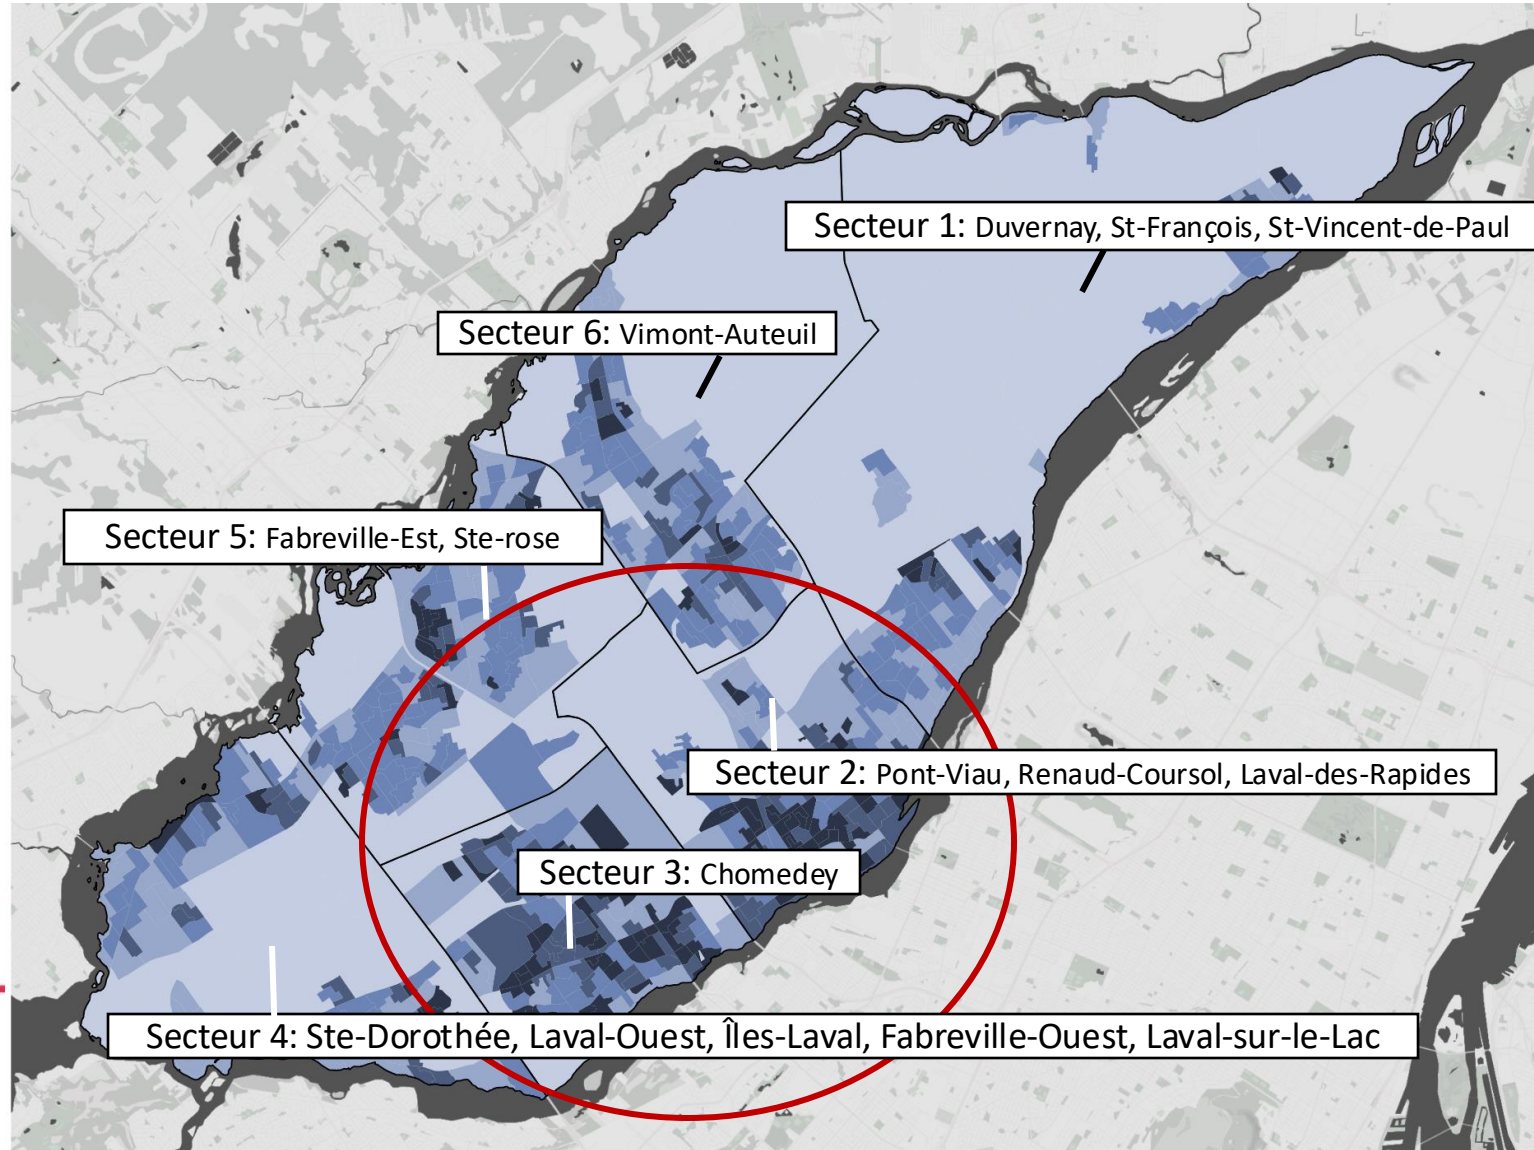 Secteur 1: Duvernay, St-François, St-Vincent-de-Paul
Secteur 6: Vimont-Auteuil
Secteur 5: Fabreville-Est, Ste-rose
Secteur 2: Pont-Viau, Renaud-Coursol, Laval-des-Rapides
Secteur 3: Chomedey
Secteur 4: Ste-Dorothée, Laval-Ouest, Îles-Laval, Fabreville-Ouest, Laval-sur-le-Lac